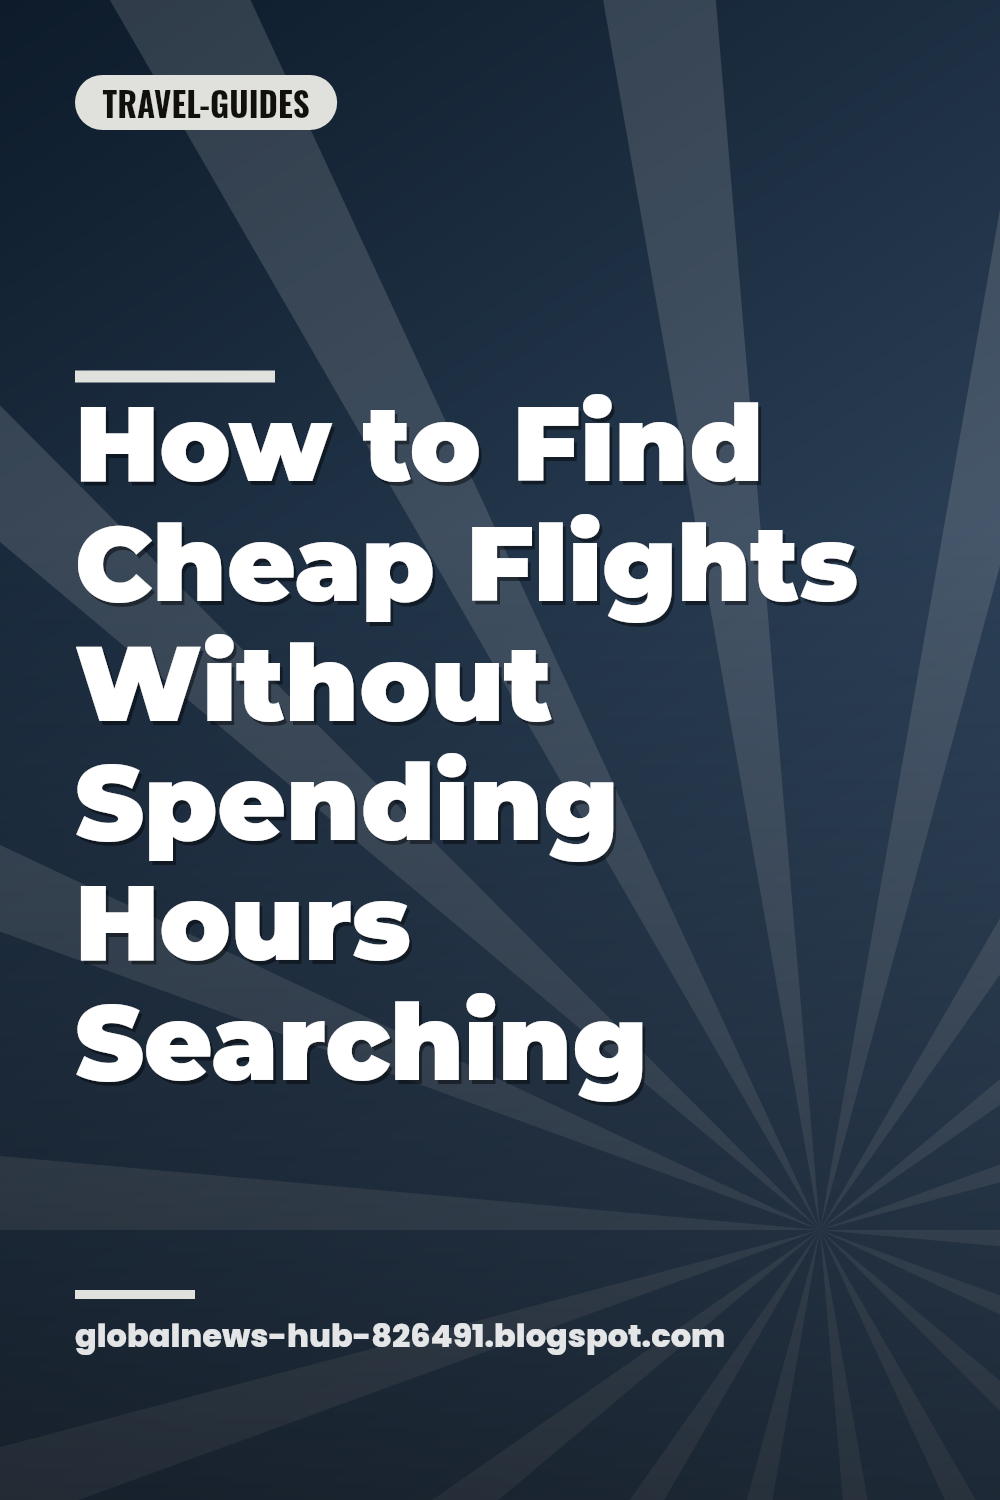 TRAVEL-GUIDES
How to Find
Cheap Flights
Without
Spending
Hours
Searching
globalnews-hub-826491.blogspot.com